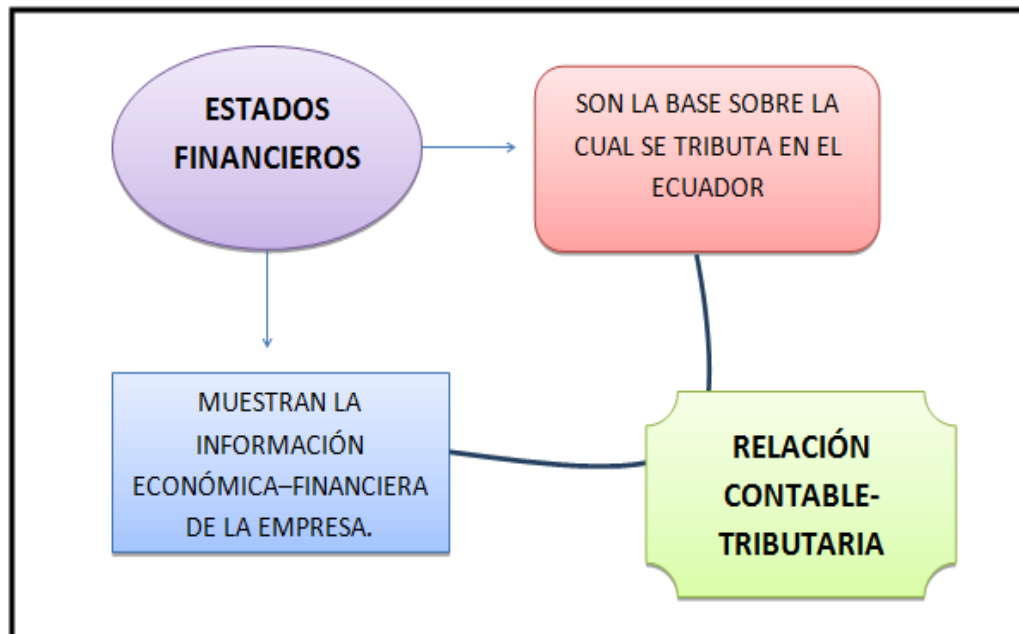 ESTADOS
FINANCIEROS
SON LA BASE SOBRE LA
CUAL SE TRIBUTA EN EL
ECUADOR
MUESTRAN LA
INFORMACIÓN
ECONÓMICA–FINANCIERA
DE LA EMPRESA.
RELACIÓN
CONTABLE-
TRIBUTARIA